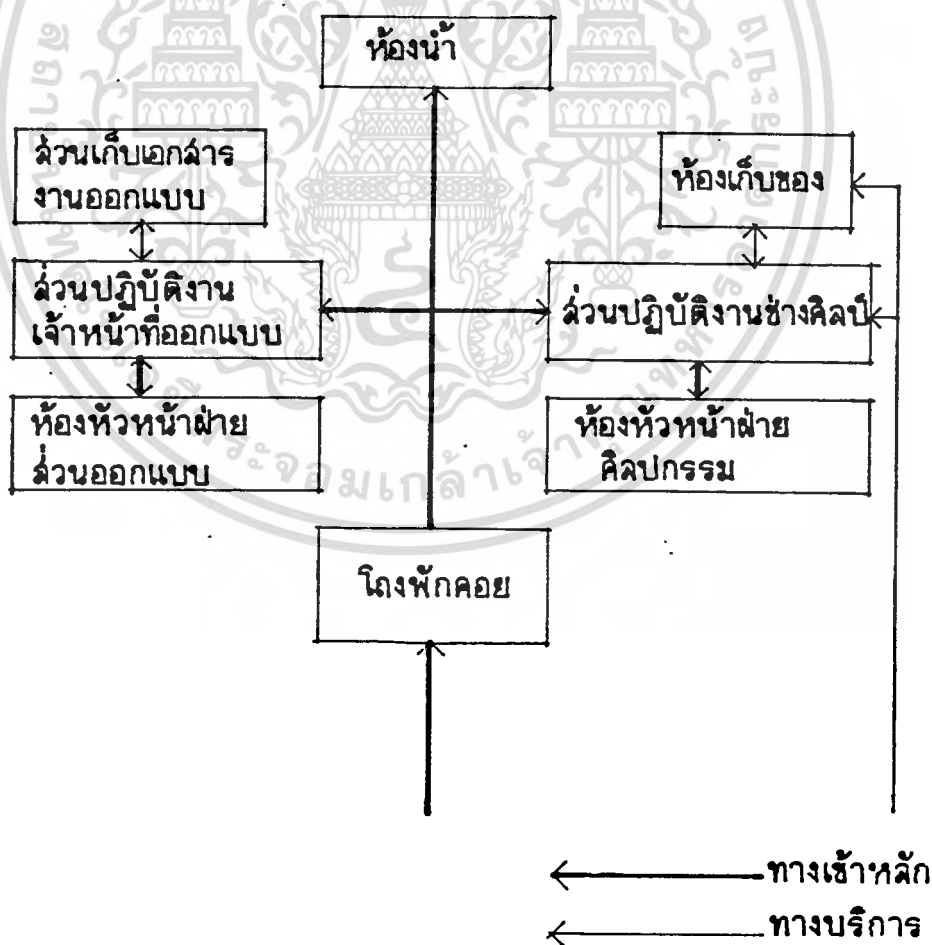 ห้องน้ำ
ส่วนเก็บเอกสาร
งานออกแบบ
ห้องเก็บของ
ส่วนปฏิบัติงาน
เจ้าหน้าที่ออกแบบ
ส่วนปฏิบัติงานช่างศิลป์
ห้องหัวหน้าฝ่าย
ส่วนออกแบบ
ห้องหัวหน้าฝ่าย
ศิลปกรรม
โถงพักคอย
ทางเข้าหลัก
ทางบริการ